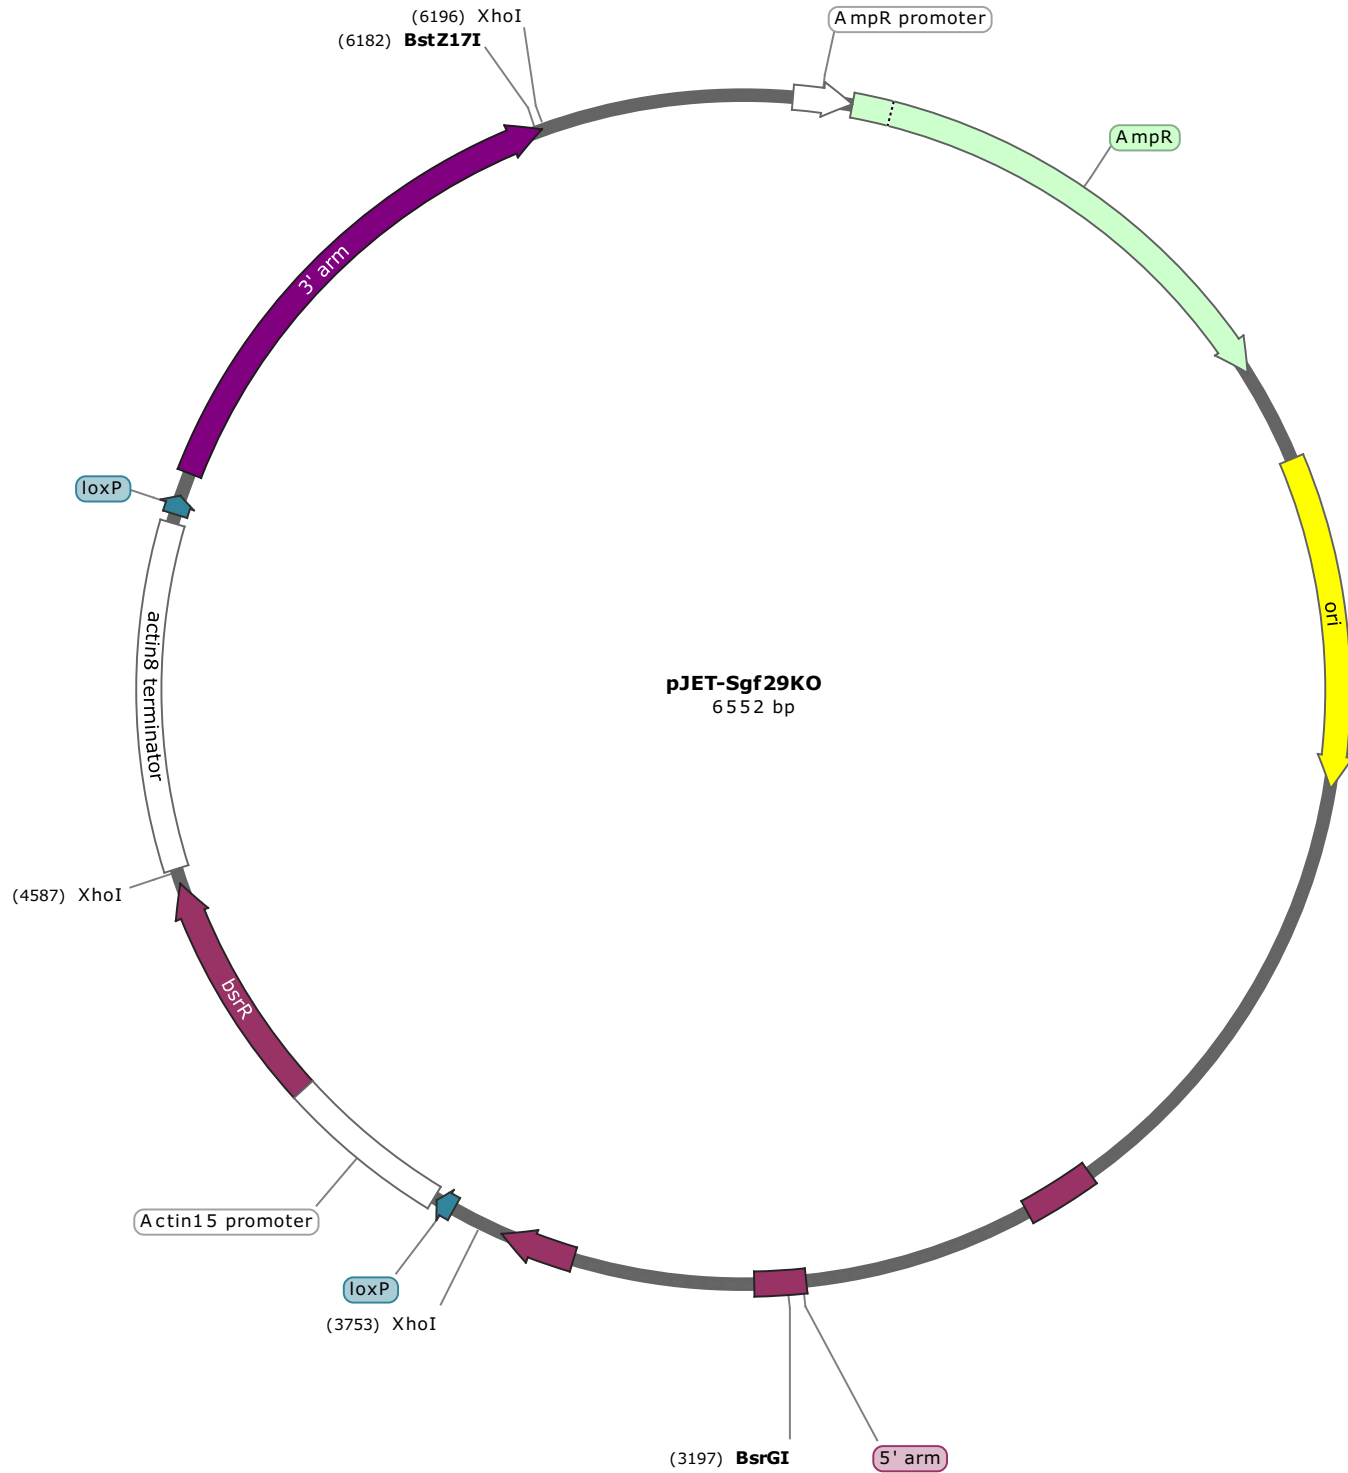 (6196) XhoI
AmpR promoter
(6182) BstZ17I
AmpR
3' arm
loxP
ori
actin8 terminator
pJET-Sgf29KO
6552 bp
(4587) XhoI
bsrR
Actin15 promoter
loxP
(3753) XhoI
(3197) BsrGI
5' arm